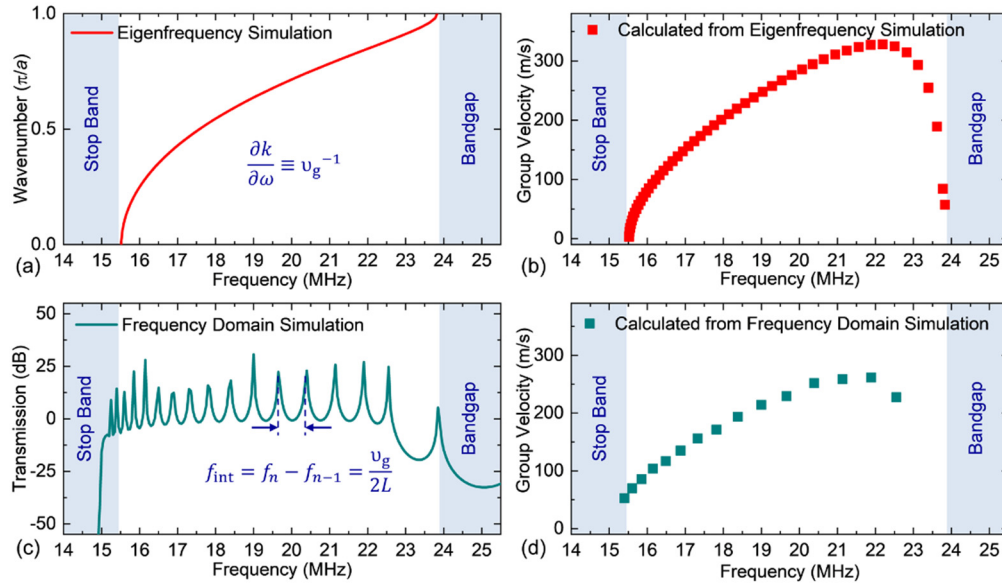 1.0
0.5
0.0
Wavenumber (π/a)
Eigenfrequency Simulation
Stop Band
Bandgap
∂k/∂ω ≡ υg⁻¹
(a)
14 15 16 17 18 19 20 21 22 23 24 25
Frequency (MHz)
300
200
100
0
Group Velocity (m/s)
Calculated from Eigenfrequency Simulation
Stop Band
Bandgap
(b)
14 15 16 17 18 19 20 21 22 23 24 25
Frequency (MHz)
50
25
0
-25
-50
Transmission (dB)
Frequency Domain Simulation
Stop Band
Bandgap
fint = fn − fn−1 = υg/2L
(c)
14 15 16 17 18 19 20 21 22 23 24 25
Frequency (MHz)
300
200
100
0
Group Velocity (m/s)
Calculated from Frequency Domain Simulation
Stop Band
Bandgap
(d)
14 15 16 17 18 19 20 21 22 23 24 25
Frequency (MHz)